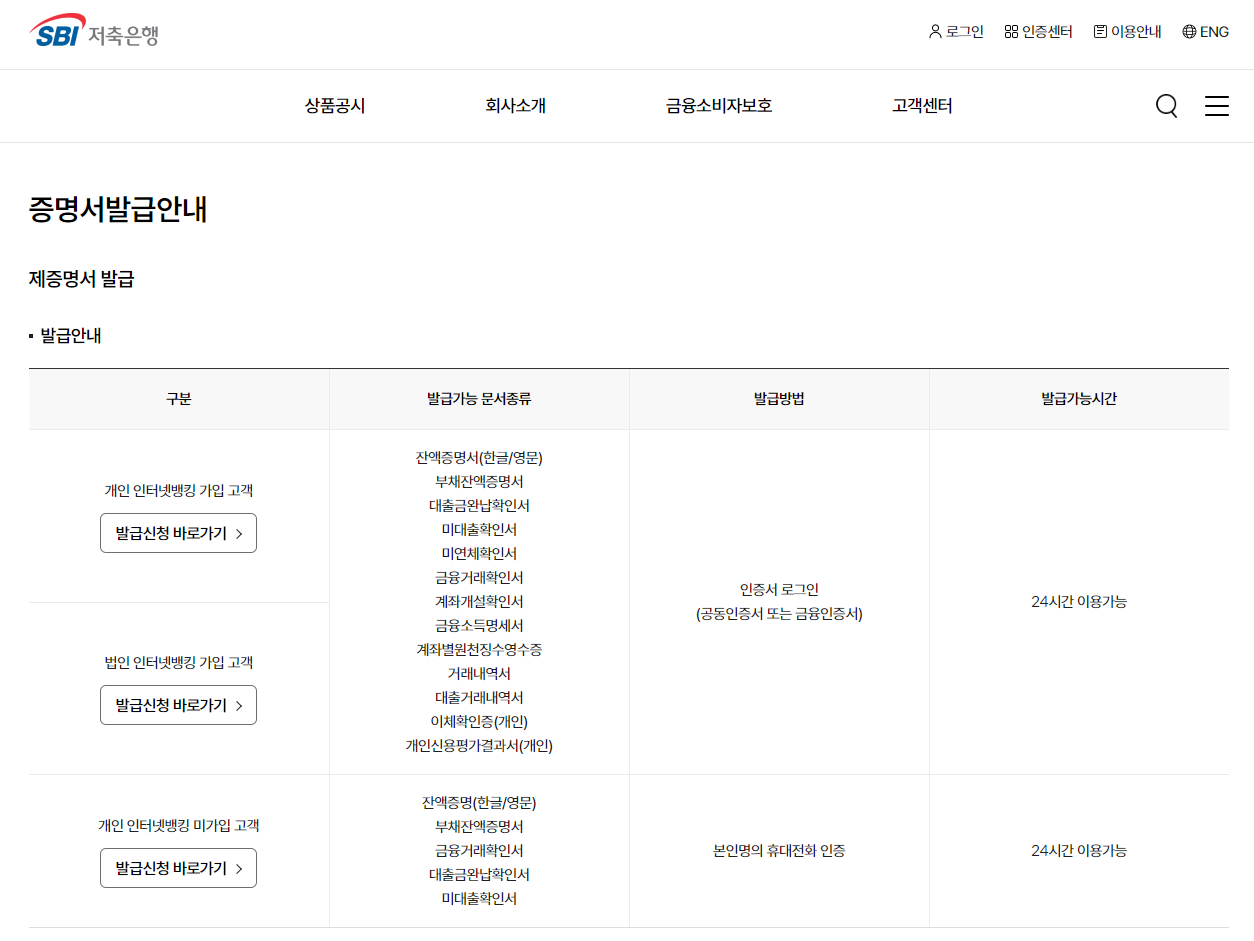 SBI 저축은행
로그인 인증센터 이용안내 ENG
상품공시 회사소개 금융소비자보호 고객센터
증명서발급안내
제증명서 발급
발급안내
구분 발급가능 문서종류 발급방법 발급가능시간
개인 인터넷뱅킹 가입 고객
발급신청 바로가기
법인 인터넷뱅킹 가입 고객
발급신청 바로가기
잔액증명서(한글/영문)
부채잔액증명서
대출금완납확인서
미대출확인서
미연체확인서
금융거래확인서
계좌개설확인서
금융소득명세서
계좌별원천징수영수증
거래내역서
대출거래내역서
이체확인증(개인)
개인신용평가결과서(개인)
인증서 로그인
(공동인증서 또는 금융인증서)
24시간 이용가능
개인 인터넷뱅킹 미가입 고객
발급신청 바로가기
잔액증명(한글/영문)
부채잔액증명서
금융거래확인서
대출금완납확인서
미대출확인서
본인명의 휴대전화 인증
24시간 이용가능